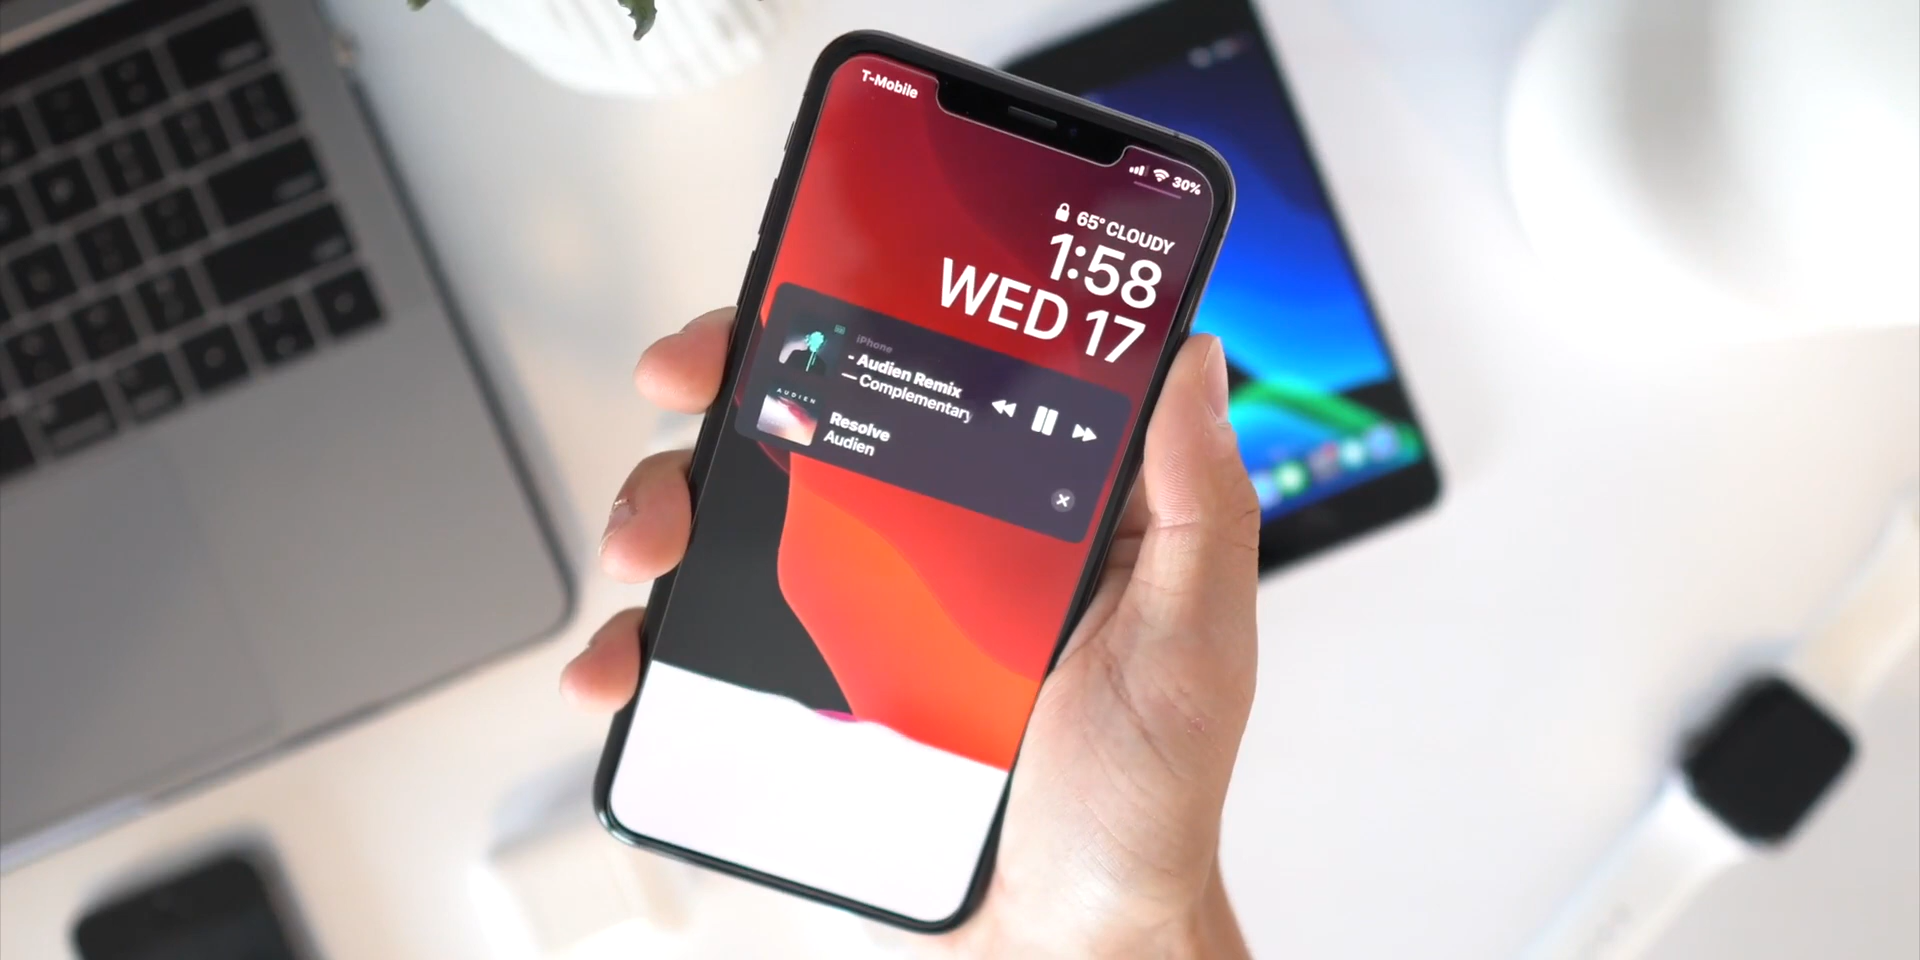 T-Mobile
30%
65° CLOUDY
1:58
WED 17
iPhone
- Audien Remix
— Complementary
AUDIEN
Resolve
Audien